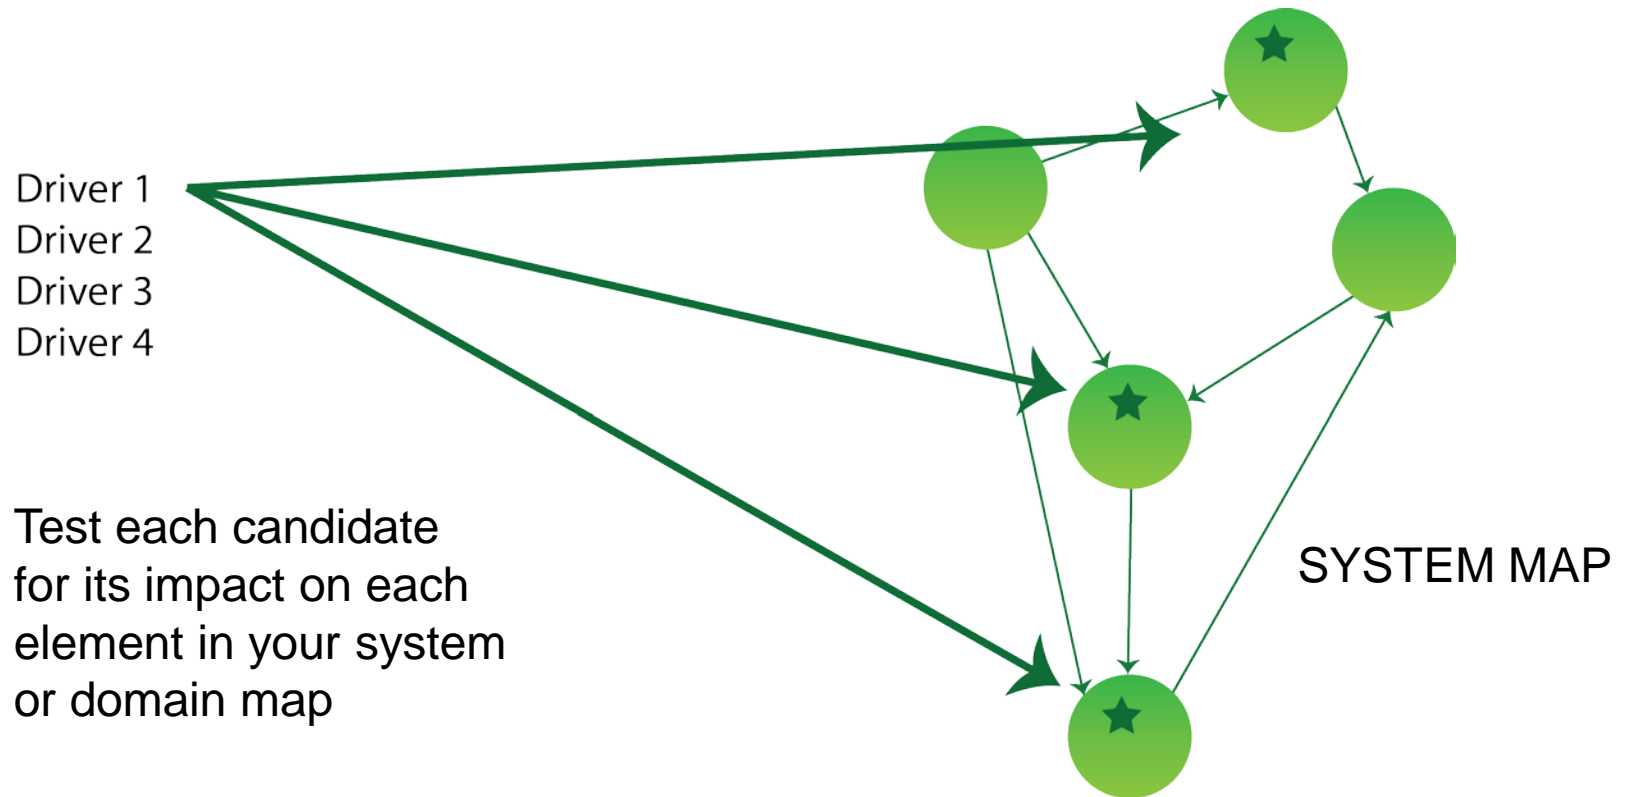 Driver 1
Driver 2
Driver 3
Driver 4
Test each candidate
for its impact on each
element in your system
or domain map
SYSTEM MAP